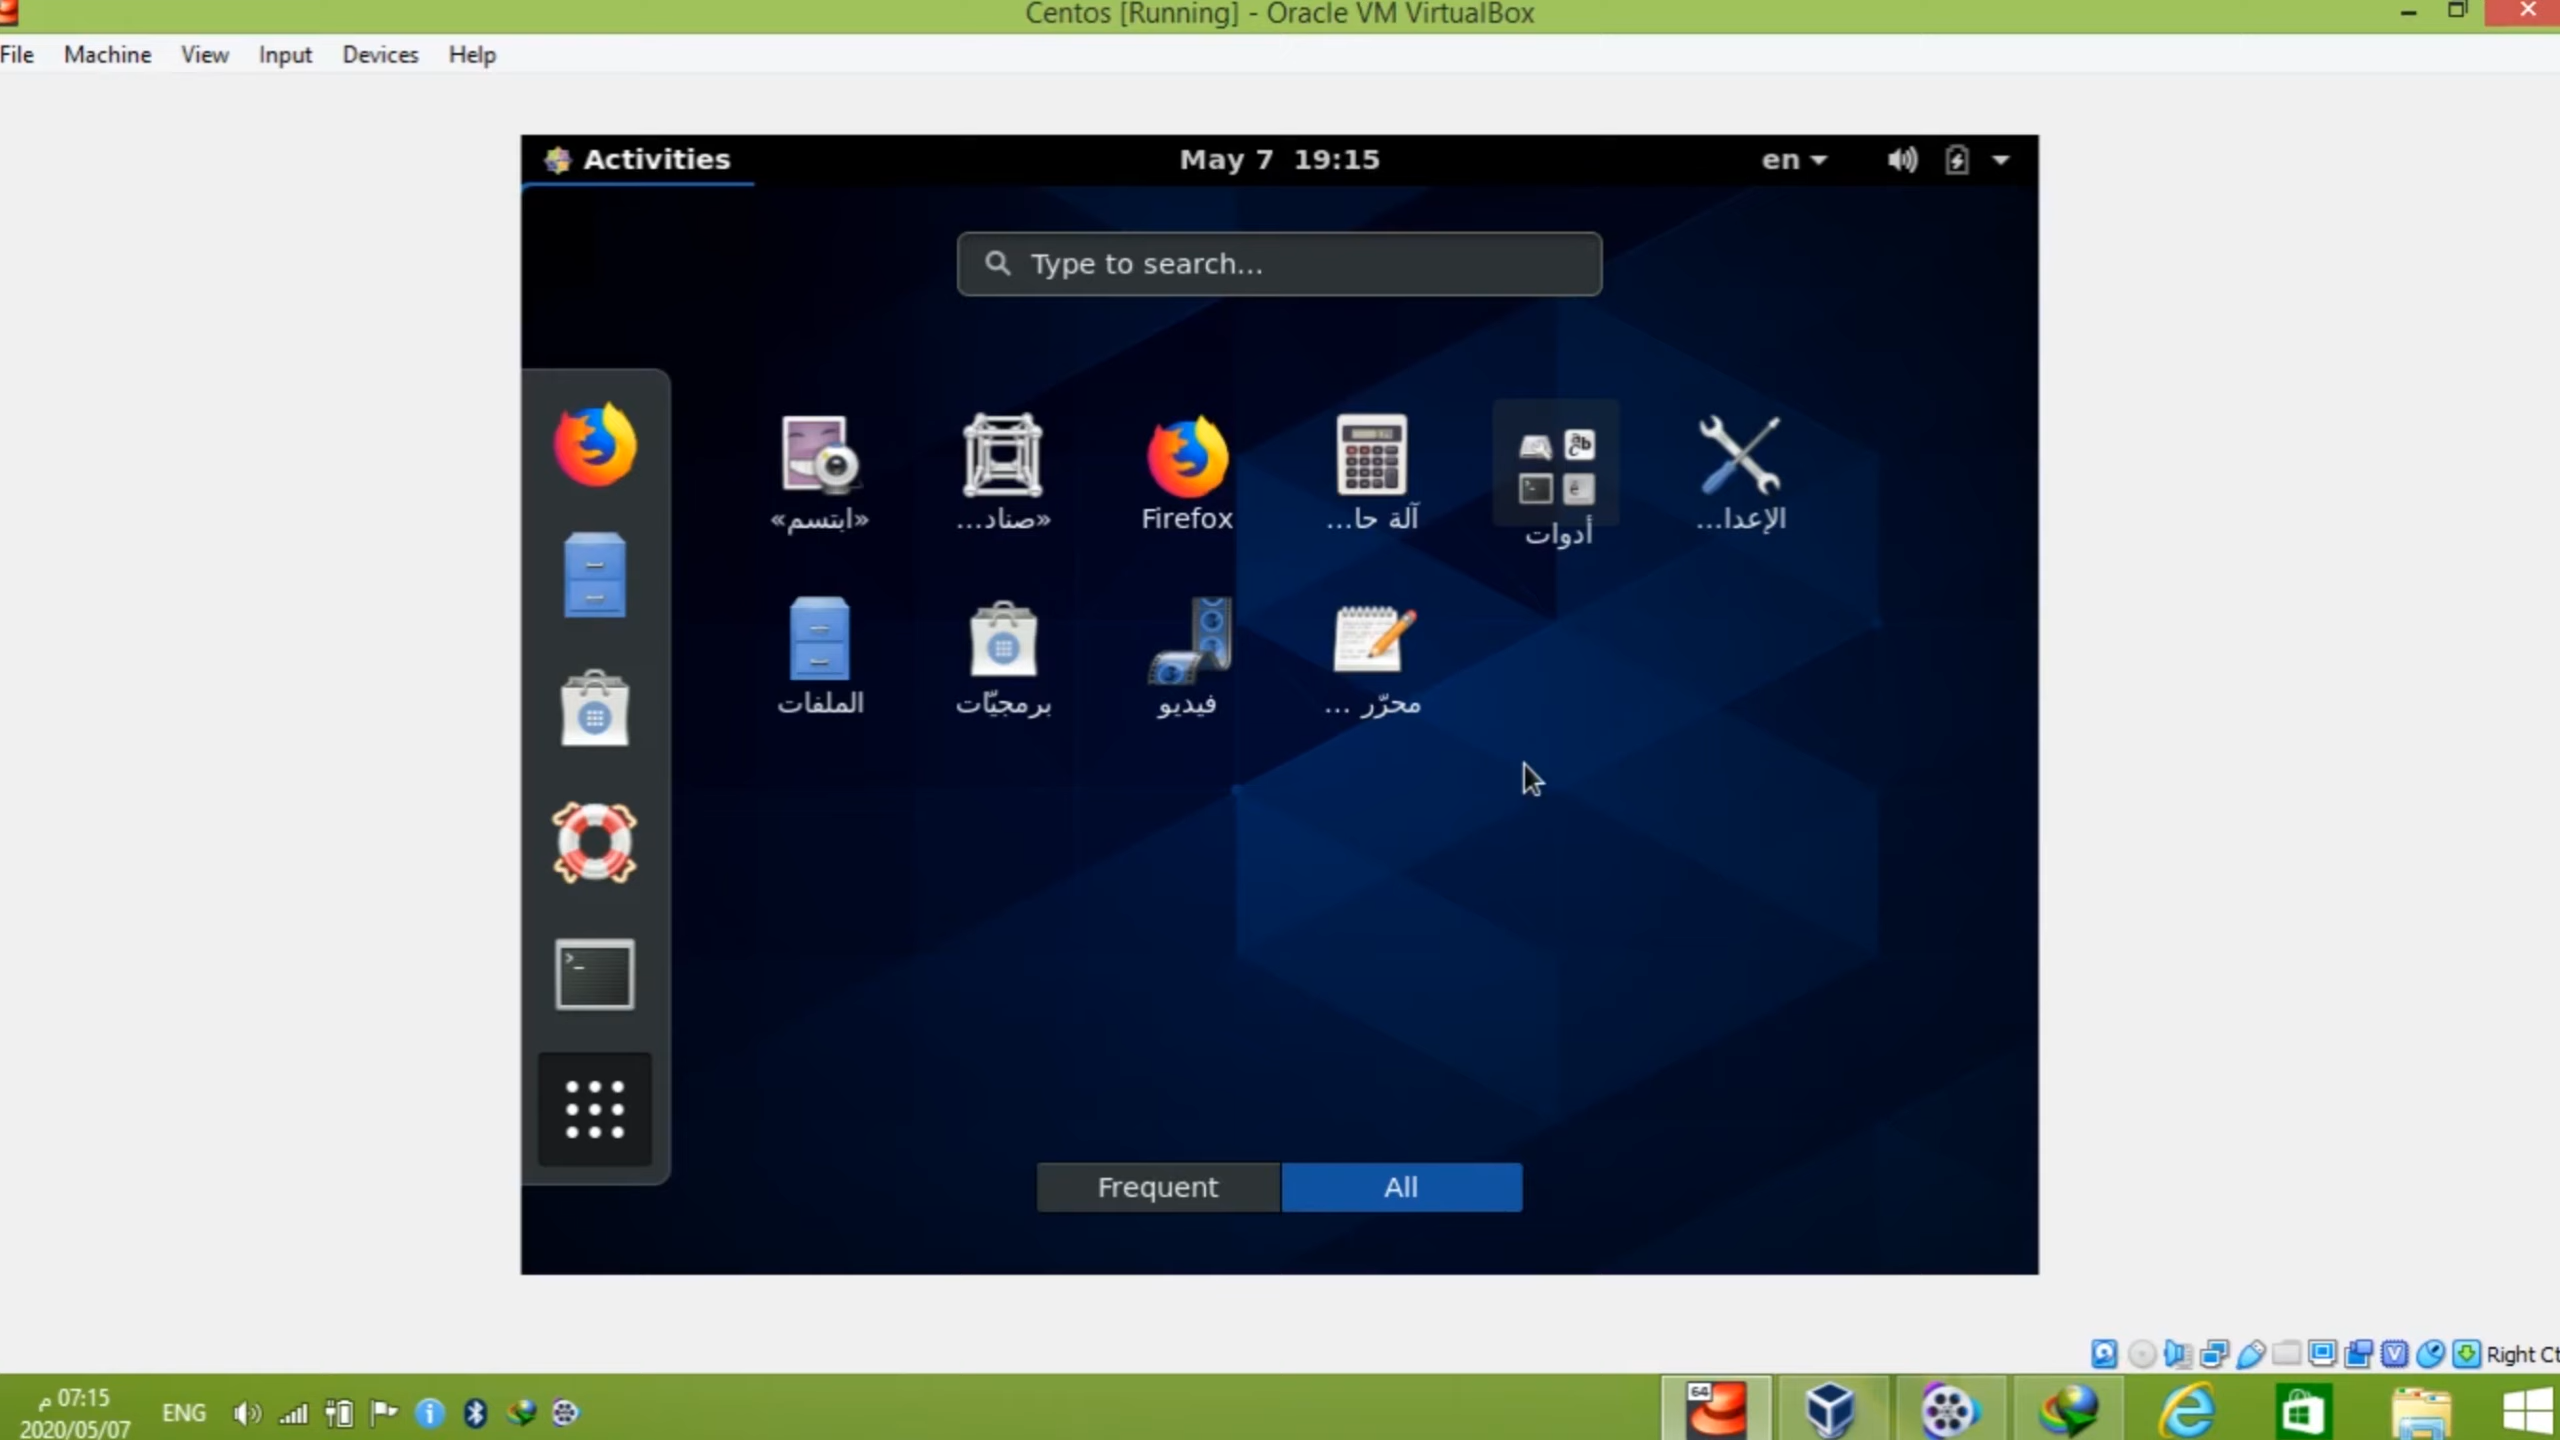 Centos [Running] - Oracle VM VirtualBox
File Machine View Input Devices Help
Activities
May 7 19:15
en
Type to search...
«ابتسم»
«صناد...
Firefox
آلة حا...
أدوات
الإعدا...
الملفات
برمجيّات
فيديو
محرّر ...
Frequent
All
Right Ct
07:15 م
ENG
2020/05/07
64